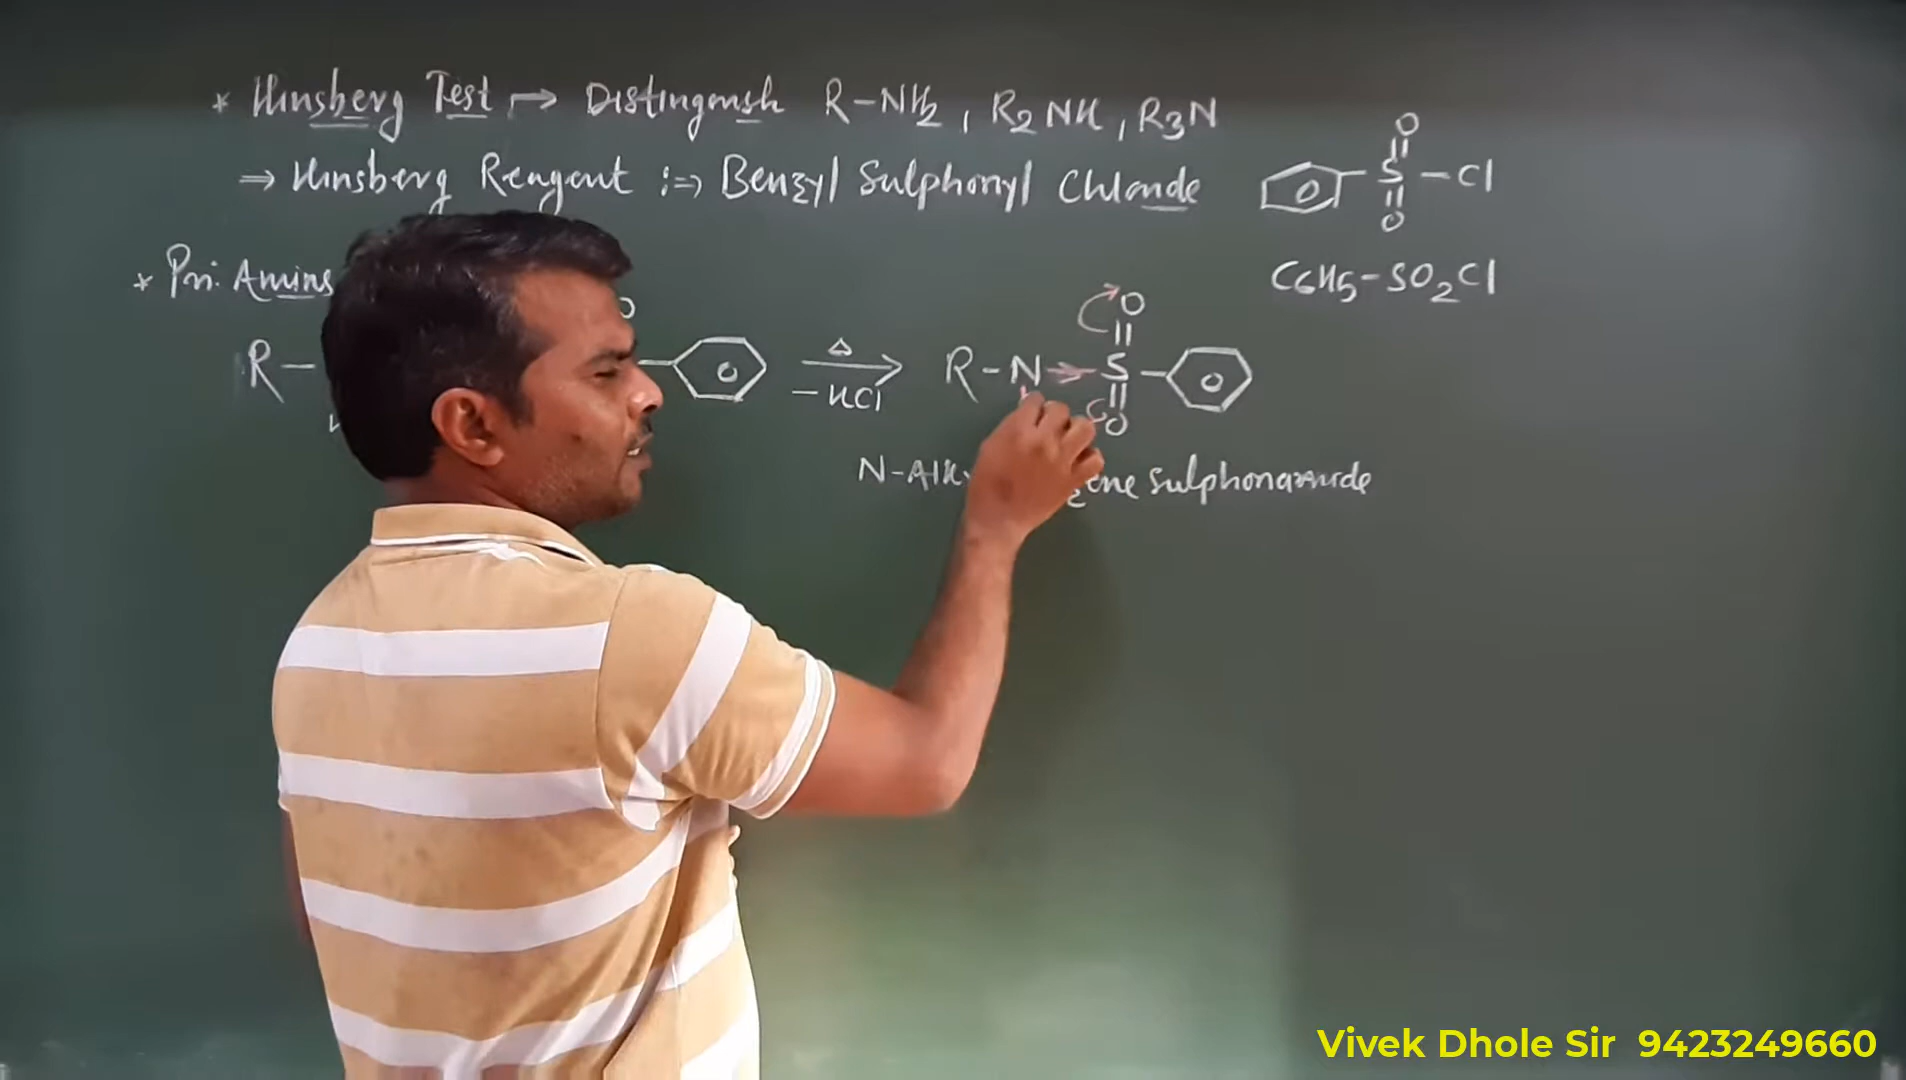 * Hinsberg Test → Distinguish R-NH2, R2NH, R3N
⇒ Hinsberg Reagent :⇒ Benzyl Sulphonyl Chloride
O
S - Cl
O
O
C6H5-SO2Cl
* Pri. Amins
O
R -
O
Δ
- HCl
O
R - N → S
O
O
O
N-Alk Sulphonamide
Vivek Dhole Sir 9423249660